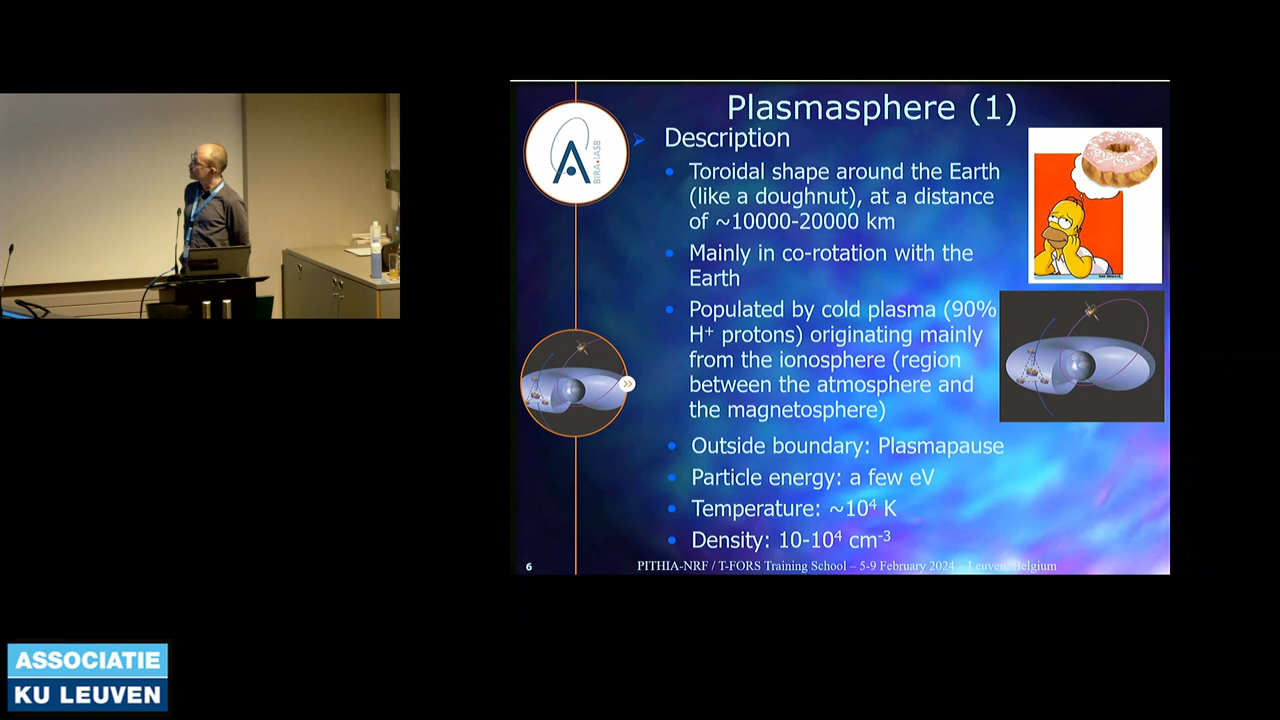 Plasmasphere (1)
Description
Toroidal shape around the Earth
(like a doughnut), at a distance
of ~10000-20000 km
Mainly in co-rotation with the
Earth
Populated by cold plasma (90%
H⁺ protons) originating mainly
from the ionosphere (region
between the atmosphere and
the magnetosphere)
Outside boundary: Plasmapause
Particle energy: a few eV
Temperature: ~10⁴ K
Density: 10-10⁴ cm⁻³
BIRA•IASB
6
PITHIA-NRF / T-FORS Training School – 5-9 February 2024 – Leuven, Belgium
ASSOCIATIE
KU LEUVEN